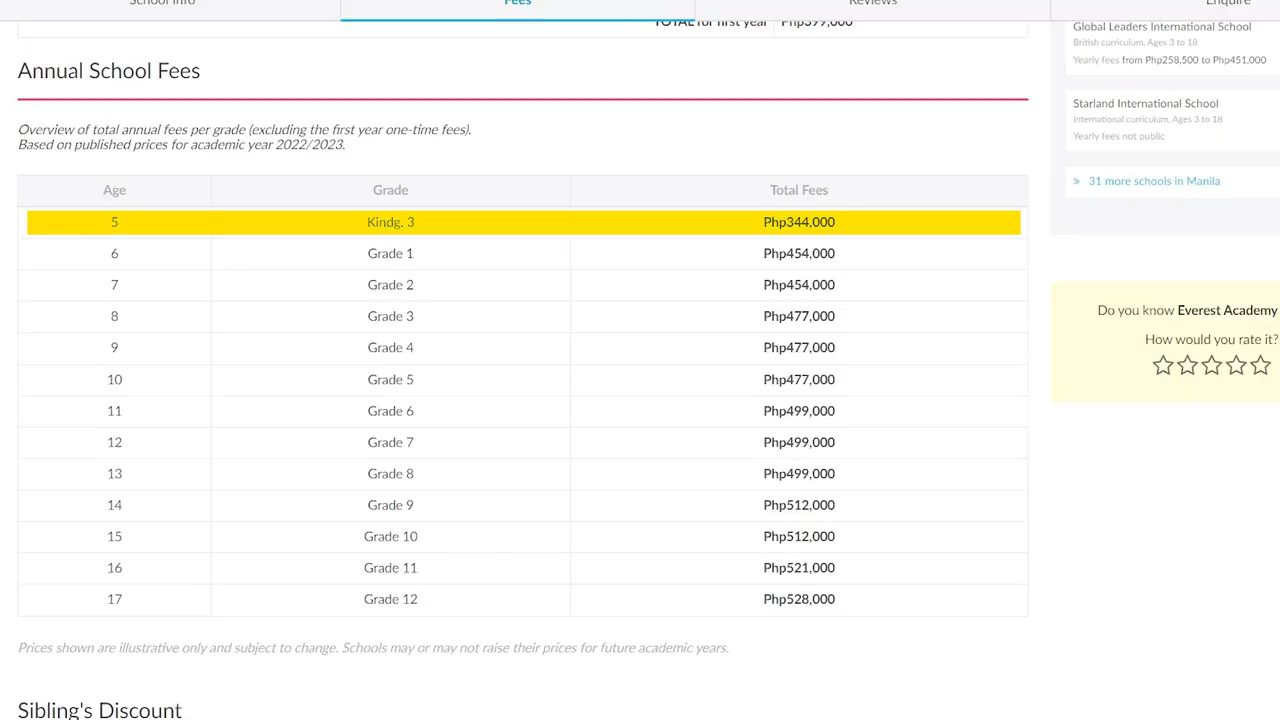 School Info Fees Reviews Enquire
TOTAL for first year Php399,000
Annual School Fees
Overview of total annual fees per grade (excluding the first year one-time fees).
Based on published prices for academic year 2022/2023.
Age Grade Total Fees
5 Kindg. 3 Php344,000
6 Grade 1 Php454,000
7 Grade 2 Php454,000
8 Grade 3 Php477,000
9 Grade 4 Php477,000
10 Grade 5 Php477,000
11 Grade 6 Php499,000
12 Grade 7 Php499,000
13 Grade 8 Php499,000
14 Grade 9 Php512,000
15 Grade 10 Php512,000
16 Grade 11 Php521,000
17 Grade 12 Php528,000
Prices shown are illustrative only and subject to change. Schools may or may not raise their prices for future academic years.
Sibling's Discount
Global Leaders International School
British curriculum, Ages 3 to 18
Yearly fees from Php258,500 to Php451,000
Starland International School
International curriculum, Ages 3 to 18
Yearly fees not public
» 31 more schools in Manila
Do you know Everest Academy
How would you rate it?